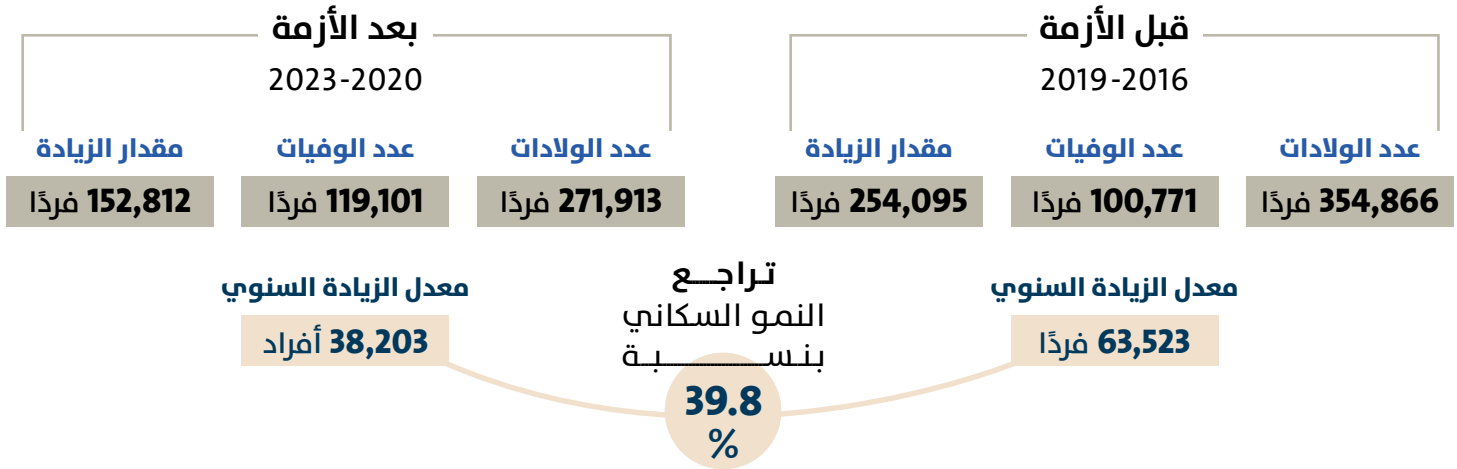 قبل الأزمة
2019-2016
عدد الولادات
354,866 فردًا
عدد الوفيات
100,771 فردًا
مقدار الزيادة
254,095 فردًا
معدل الزيادة السنوي
63,523 فردًا
بعد الأزمة
2023-2020
عدد الولادات
271,913 فردًا
عدد الوفيات
119,101 فردًا
مقدار الزيادة
152,812 فردًا
معدل الزيادة السنوي
38,203 أفراد
تراجـــع
النمو السكاني
بنـســـــــبـة
39.8
%